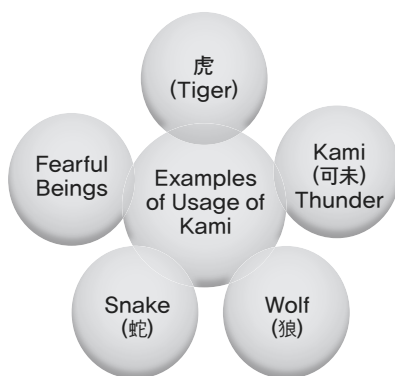 虎
(Tiger)
Fearful
Beings
Examples
of Usage of
Kami
Kami
(可未)
Thunder
Snake
(蛇)
Wolf
(狼)